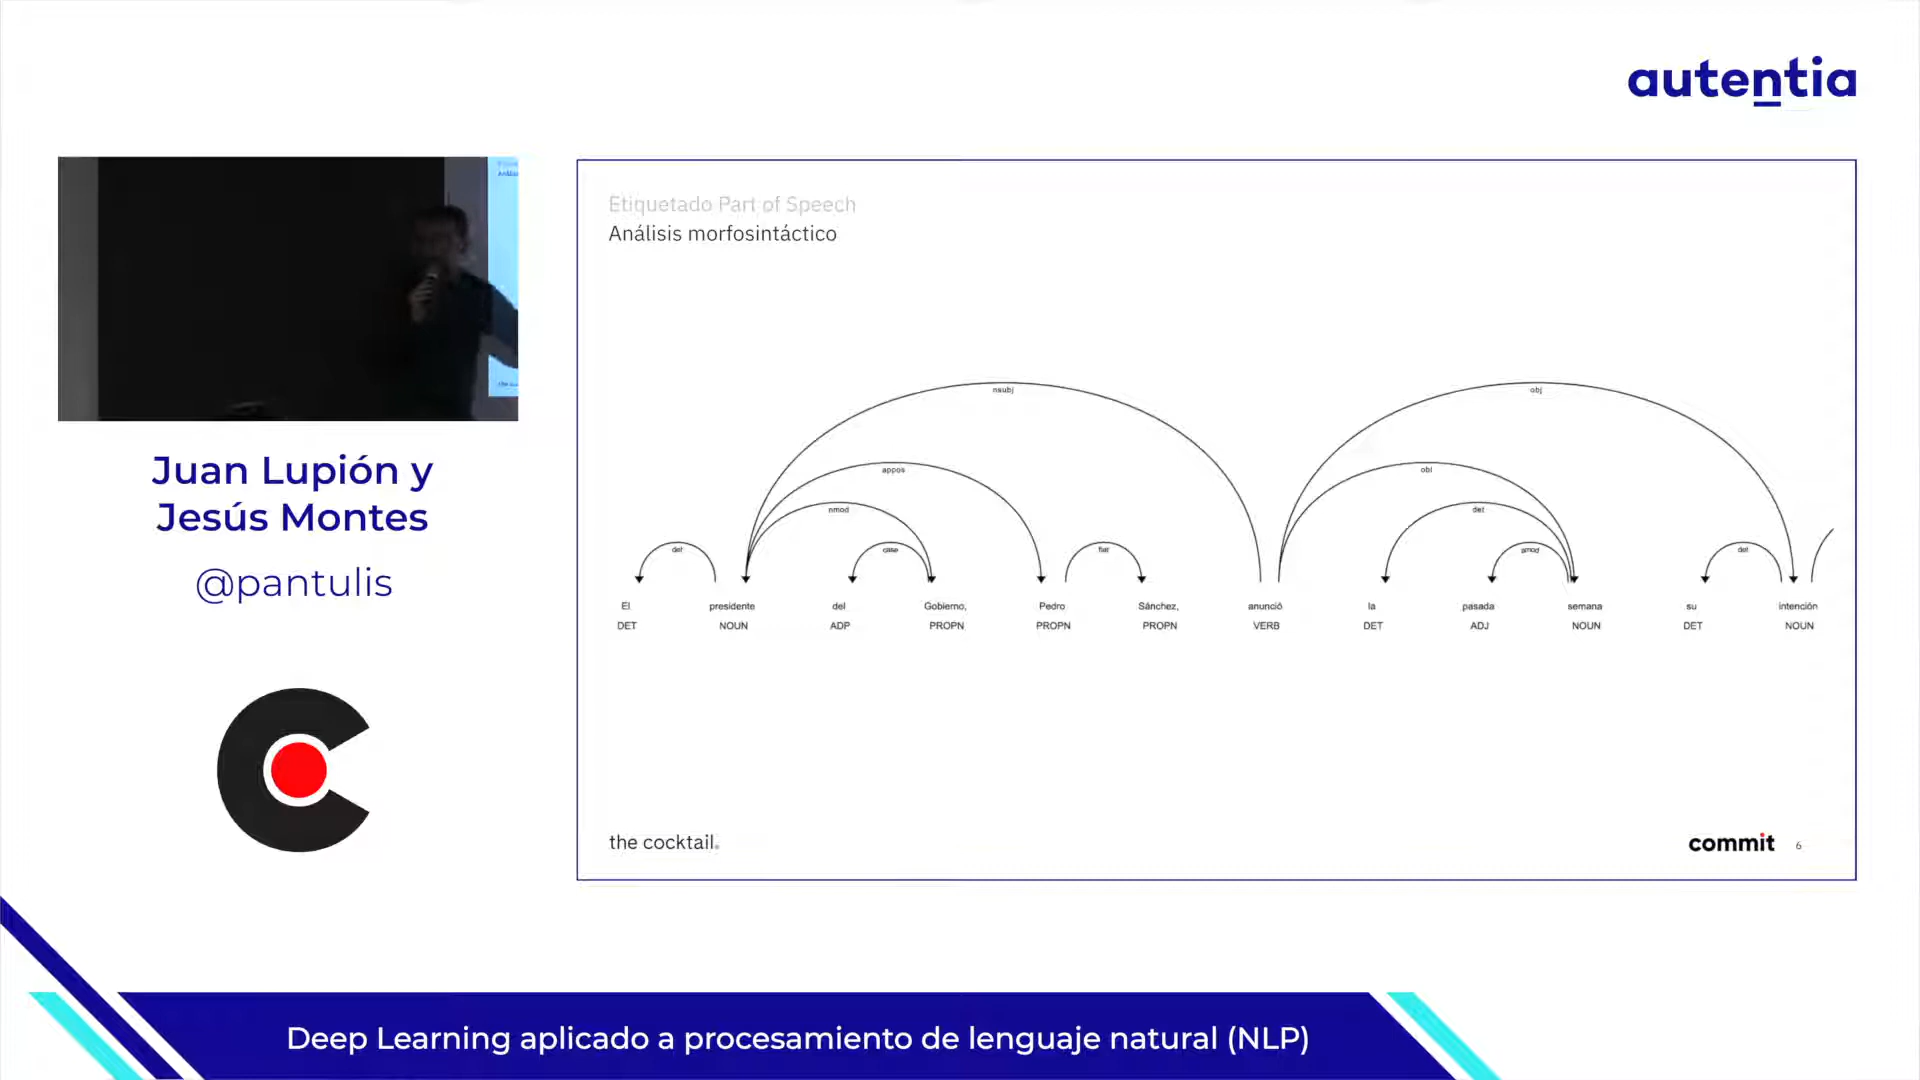 autentia
Juan Lupión y
Jesús Montes
@pantulis
Etiquetado Part of Speech
Análisis morfosintáctico
nsubj obj
appos obl
nmod det
det case flat amod det
El presidente del Gobierno, Pedro Sánchez, anunció la pasada semana su intención
DET NOUN ADP PROPN PROPN PROPN VERB DET ADJ NOUN DET NOUN
the cocktail.
commit 6
Deep Learning aplicado a procesamiento de lenguaje natural (NLP)